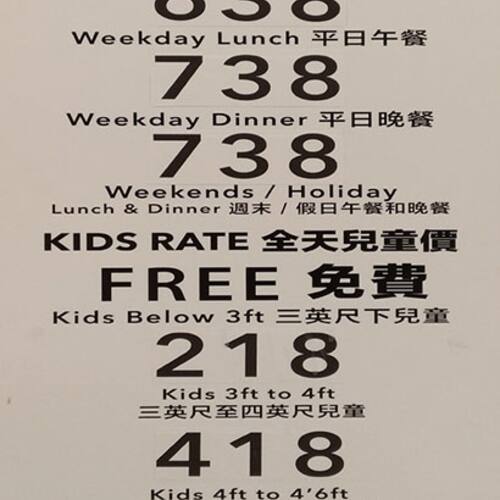 638
Weekday Lunch 平日午餐
738
Weekday Dinner 平日晚餐
738
Weekends / Holiday
Lunch & Dinner 週末 / 假日午餐和晚餐
KIDS RATE 全天兒童價
FREE 免費
Kids Below 3ft 三英尺下兒童
218
Kids 3ft to 4ft
三英尺至四英尺兒童
418
Kids 4ft to 4'6ft